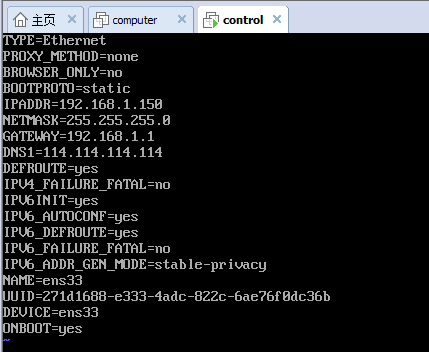 主页
computer
control
TYPE=Ethernet
PROXY_METHOD=none
BROWSER_ONLY=no
BOOTPROTO=static
IPADDR=192.168.1.150
NETMASK=255.255.255.0
GATEWAY=192.168.1.1
DNS1=114.114.114.114
DEFROUTE=yes
IPV4_FAILURE_FATAL=no
IPV6INIT=yes
IPV6_AUTOCONF=yes
IPV6_DEFROUTE=yes
IPV6_FAILURE_FATAL=no
IPV6_ADDR_GEN_MODE=stable-privacy
NAME=ens33
UUID=271d1688-e333-4adc-822c-6ae76f0dc36b
DEVICE=ens33
ONBOOT=yes
~